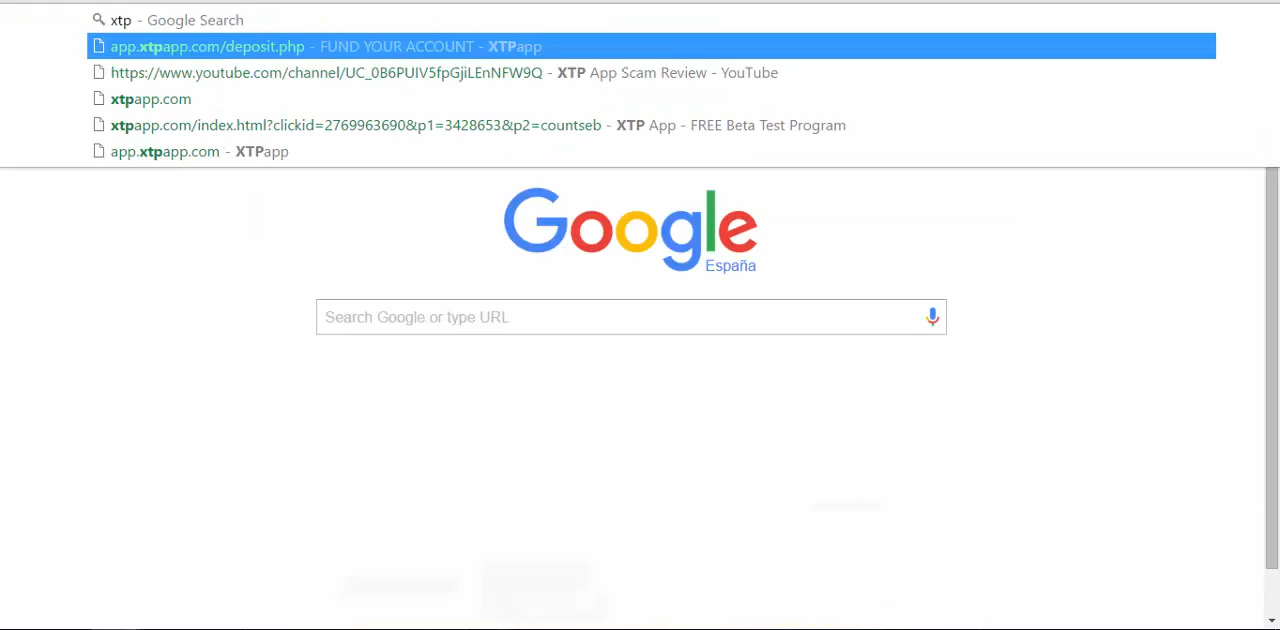 xtp - Google Search
app.xtpapp.com/deposit.php - FUND YOUR ACCOUNT - XTPapp
https://www.youtube.com/channel/UC_0B6PUIV5fpGjiLEnNFW9Q - XTP App Scam Review - YouTube
xtpapp.com
xtpapp.com/index.html?clickid=2769963690&p1=3428653&p2=countseb - XTP App - FREE Beta Test Program
app.xtpapp.com - XTPapp
Google
España
Search Google or type URL